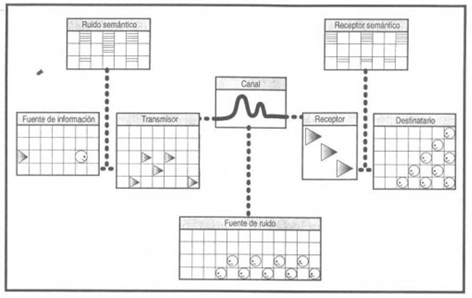 Ruido semántico
Receptor semántico
Canal
Fuente de información
Transmisor
Receptor
Destinatario
Fuente de ruido